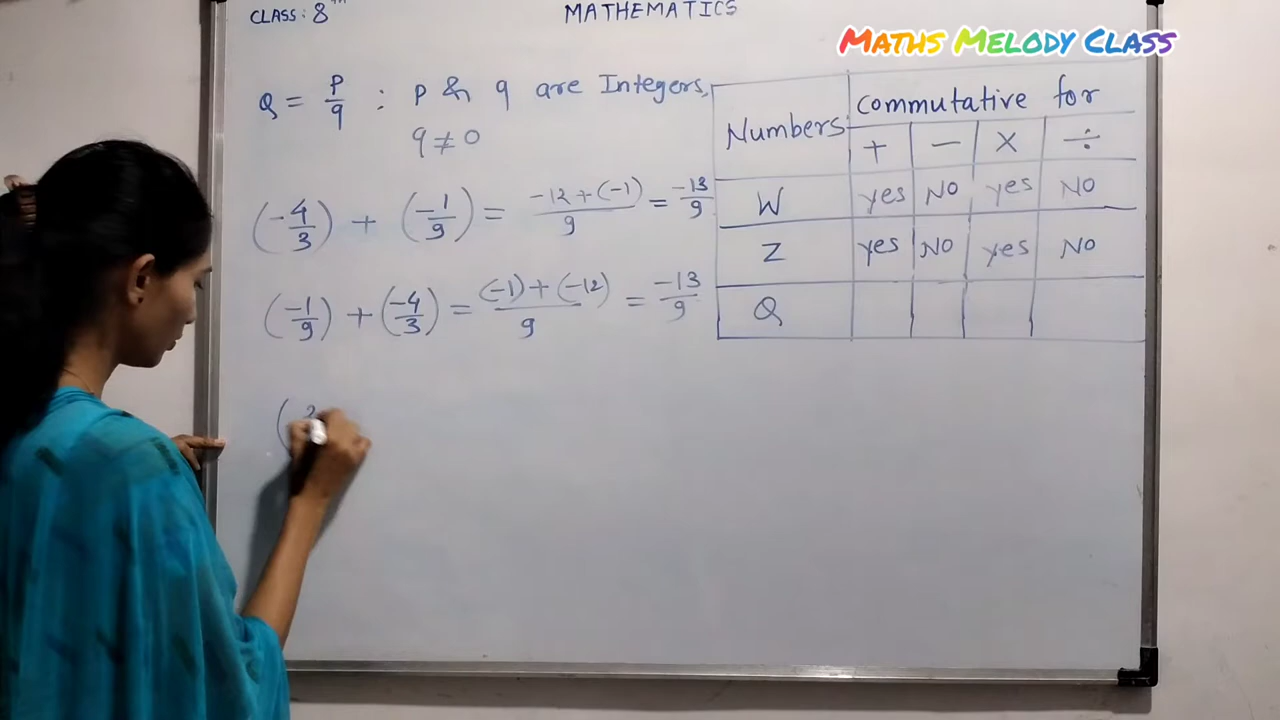 CLASS: 8th
MATHEMATICS
MATHS MELODY CLASS
Q = p/q : p & q are Integers,
q ≠ 0
(-4/3) + (-1/9) = -12+(-1)/9 = -13/9
(-1/9) + (-4/3) = (-1)+(-12)/9 = -13/9
Numbers
Commutative for
+ − × ÷
W yes NO yes NO
Z yes NO yes NO
Q